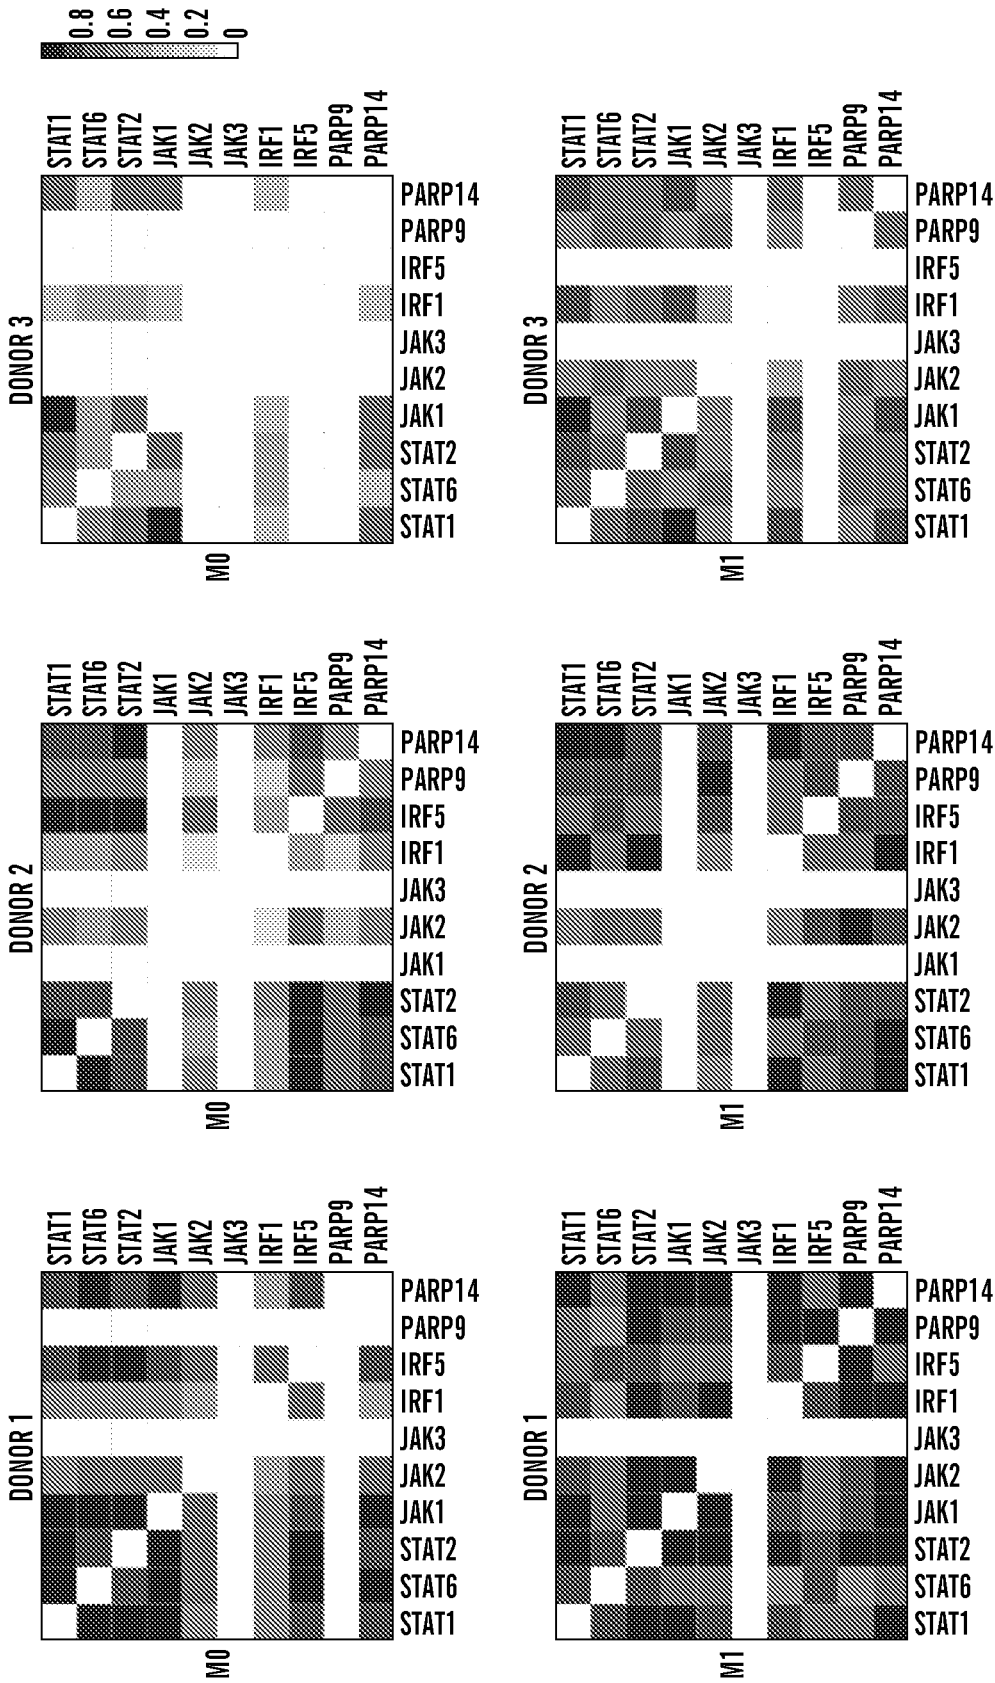 0.8
0.6
0.4
0.2
0
DONOR 3
STAT1
STAT6
STAT2
JAK1
JAK2
JAK3
IRF1
IRF5
PARP9
PARP14
M0
STAT1
STAT6
STAT2
JAK1
JAK2
JAK3
IRF1
IRF5
PARP9
PARP14
DONOR 3
STAT1
STAT6
STAT2
JAK1
JAK2
JAK3
IRF1
IRF5
PARP9
PARP14
M1
STAT1
STAT6
STAT2
JAK1
JAK2
JAK3
IRF1
IRF5
PARP9
PARP14
DONOR 2
STAT1
STAT6
STAT2
JAK1
JAK2
JAK3
IRF1
IRF5
PARP9
PARP14
M0
STAT1
STAT6
STAT2
JAK1
JAK2
JAK3
IRF1
IRF5
PARP9
PARP14
DONOR 2
STAT1
STAT6
STAT2
JAK1
JAK2
JAK3
IRF1
IRF5
PARP9
PARP14
M1
STAT1
STAT6
STAT2
JAK1
JAK2
JAK3
IRF1
IRF5
PARP9
PARP14
DONOR 1
STAT1
STAT6
STAT2
JAK1
JAK2
JAK3
IRF1
IRF5
PARP9
PARP14
M0
STAT1
STAT6
STAT2
JAK1
JAK2
JAK3
IRF1
IRF5
PARP9
PARP14
DONOR 1
STAT1
STAT6
STAT2
JAK1
JAK2
JAK3
IRF1
IRF5
PARP9
PARP14
M1
STAT1
STAT6
STAT2
JAK1
JAK2
JAK3
IRF1
IRF5
PARP9
PARP14